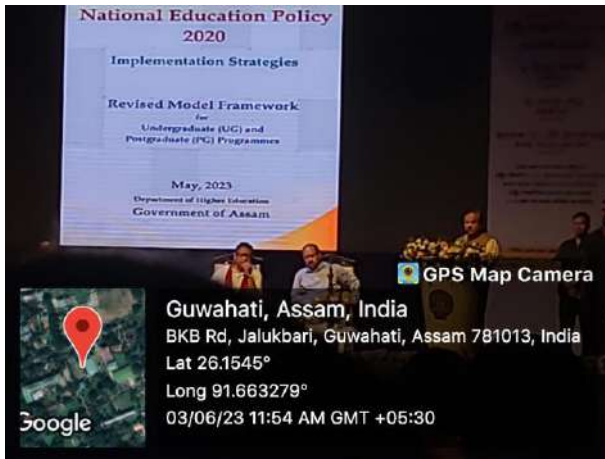 National Education Policy
2020
Implementation Strategies
Revised Model Framework
for
Undergraduate (UG) and
Postgraduate (PG) Programmes
May, 2023
Department of Higher Education
Government of Assam
GPS Map Camera
Guwahati, Assam, India
BKB Rd, Jalukbari, Guwahati, Assam 781013, India
Lat 26.1545°
Long 91.663279°
03/06/23 11:54 AM GMT +05:30
Google